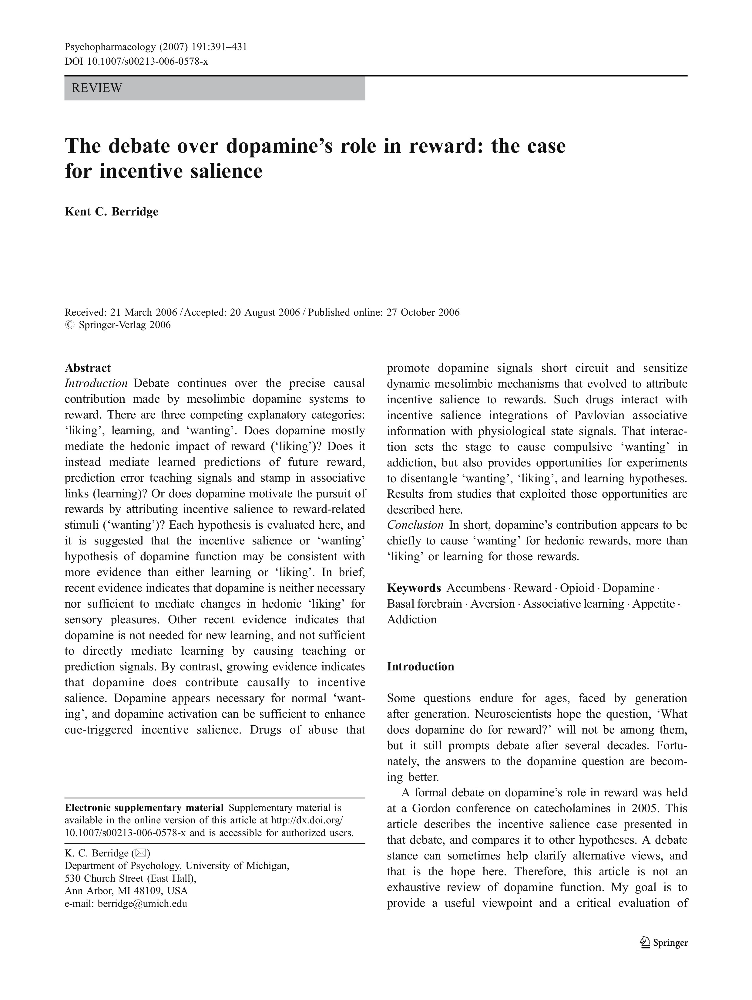 Psychopharmacology (2007) 191:391–431
DOI 10.1007/s00213-006-0578-x
REVIEW
The debate over dopamine’s role in reward: the case
for incentive salience
Kent C. Berridge
Received: 21 March 2006 / Accepted: 20 August 2006 / Published online: 27 October 2006
© Springer-Verlag 2006
Abstract
Introduction Debate continues over the precise causal
contribution made by mesolimbic dopamine systems to
reward. There are three competing explanatory categories:
‘liking’, learning, and ‘wanting’. Does dopamine mostly
mediate the hedonic impact of reward (‘liking’)? Does it
instead mediate learned predictions of future reward,
prediction error teaching signals and stamp in associative
links (learning)? Or does dopamine motivate the pursuit of
rewards by attributing incentive salience to reward-related
stimuli (‘wanting’)? Each hypothesis is evaluated here, and
it is suggested that the incentive salience or ‘wanting’
hypothesis of dopamine function may be consistent with
more evidence than either learning or ‘liking’. In brief,
recent evidence indicates that dopamine is neither necessary
nor sufficient to mediate changes in hedonic ‘liking’ for
sensory pleasures. Other recent evidence indicates that
dopamine is not needed for new learning, and not sufficient
to directly mediate learning by causing teaching or
prediction signals. By contrast, growing evidence indicates
that dopamine does contribute causally to incentive
salience. Dopamine appears necessary for normal ‘want-
ing’, and dopamine activation can be sufficient to enhance
cue-triggered incentive salience. Drugs of abuse that
promote dopamine signals short circuit and sensitize
dynamic mesolimbic mechanisms that evolved to attribute
incentive salience to rewards. Such drugs interact with
incentive salience integrations of Pavlovian associative
information with physiological state signals. That interac-
tion sets the stage to cause compulsive ‘wanting’ in
addiction, but also provides opportunities for experiments
to disentangle ‘wanting’, ‘liking’, and learning hypotheses.
Results from studies that exploited those opportunities are
described here.
Conclusion In short, dopamine’s contribution appears to be
chiefly to cause ‘wanting’ for hedonic rewards, more than
‘liking’ or learning for those rewards.
Keywords Accumbens · Reward · Opioid · Dopamine ·
Basal forebrain · Aversion · Associative learning · Appetite ·
Addiction
Introduction
Some questions endure for ages, faced by generation
after generation. Neuroscientists hope the question, ‘What
does dopamine do for reward?’ will not be among them,
but it still prompts debate after several decades. Fortu-
nately, the answers to the dopamine question are becom-
ing better.
A formal debate on dopamine’s role in reward was held
at a Gordon conference on catecholamines in 2005. This
article describes the incentive salience case presented in
that debate, and compares it to other hypotheses. A debate
stance can sometimes help clarify alternative views, and
that is the hope here. Therefore, this article is not an
exhaustive review of dopamine function. My goal is to
provide a useful viewpoint and a critical evaluation of
Electronic supplementary material Supplementary material is
available in the online version of this article at http://dx.doi.org/
10.1007/s00213-006-0578-x and is accessible for authorized users.
K. C. Berridge (✉)
Department of Psychology, University of Michigan,
530 Church Street (East Hall),
Ann Arbor, MI 48109, USA
e-mail: berridge@umich.edu
Springer